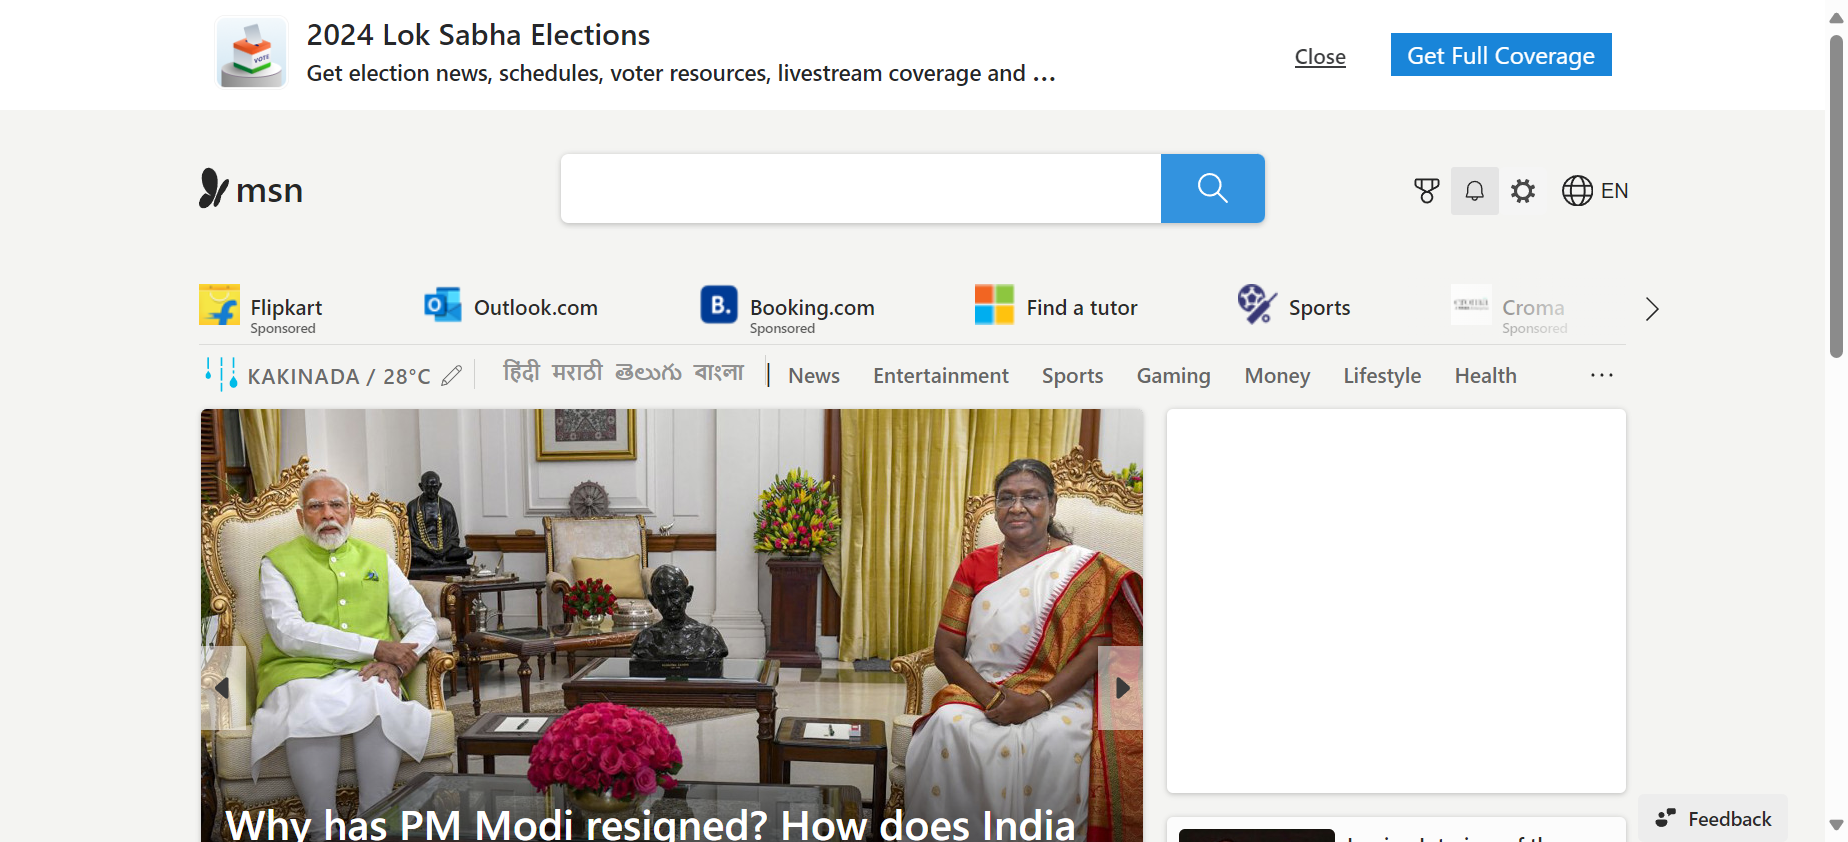 2024 Lok Sabha Elections
Get election news, schedules, voter resources, livestream coverage and ...
Close
Get Full Coverage
VOTE
msn
EN
Flipkart
Sponsored
Outlook.com
B.
Booking.com
Sponsored
Find a tutor
Sports
croma
Croma
Sponsored
KAKINADA / 28°C
हिंदी मराठी తెలుగు বাংলা
News Entertainment Sports Gaming Money Lifestyle Health ...
Why has PM Modi resigned? How does India
Feedback